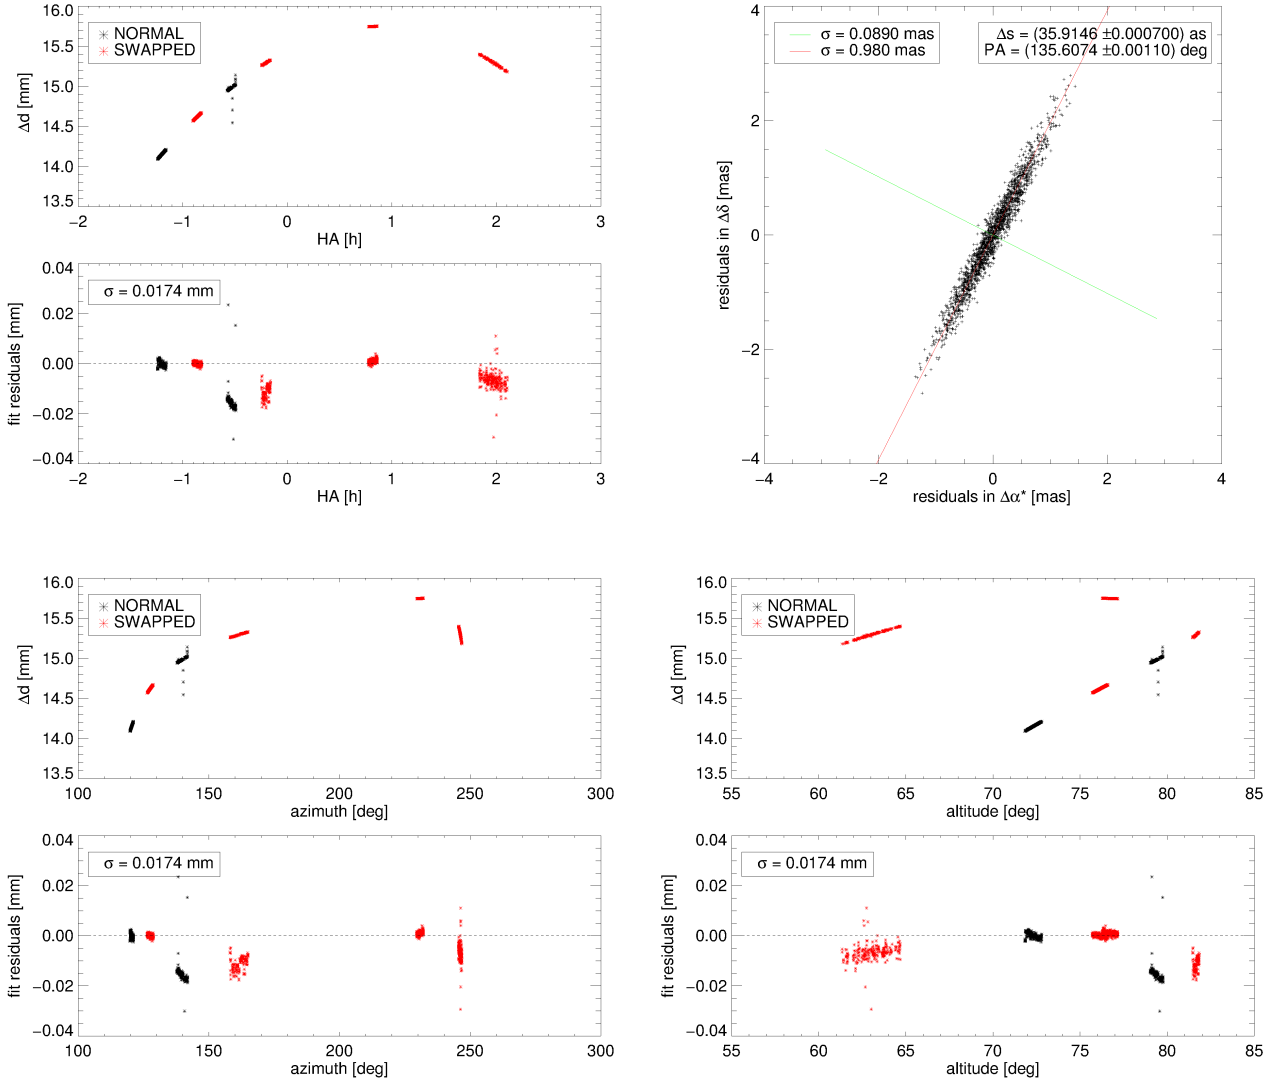 16.0
15.5
15.0
14.5
14.0
13.5
Δd [mm]
NORMAL
SWAPPED
−2 −1 0 1 2 3
HA [h]
0.04
0.02
0.00
−0.02
−0.04
fit residuals [mm]
σ = 0.0174 mm
−2 −1 0 1 2 3
HA [h]
4
2
0
−2
−4
residuals in Δδ [mas]
σ = 0.0890 mas
σ = 0.980 mas
Δs = (35.9146 ±0.000700) as
PA = (135.6074 ±0.00110) deg
−4 −2 0 2 4
residuals in Δα* [mas]
16.0
15.5
15.0
14.5
14.0
13.5
Δd [mm]
NORMAL
SWAPPED
100 150 200 250 300
azimuth [deg]
16.0
15.5
15.0
14.5
14.0
13.5
Δd [mm]
NORMAL
SWAPPED
55 60 65 70 75 80 85
altitude [deg]
0.04
0.02
0.00
−0.02
−0.04
fit residuals [mm]
σ = 0.0174 mm
100 150 200 250 300
azimuth [deg]
0.04
0.02
0.00
−0.02
−0.04
fit residuals [mm]
σ = 0.0174 mm
55 60 65 70 75 80 85
altitude [deg]